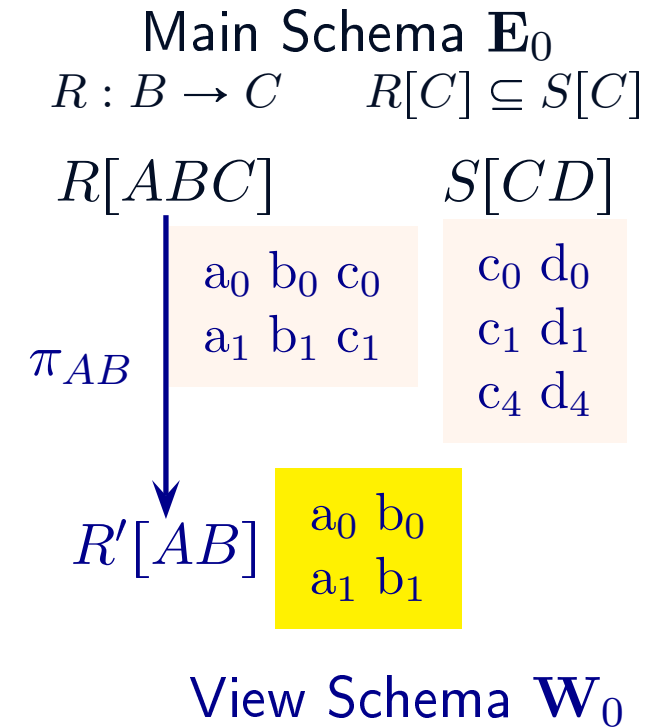 Main Schema E₀
R : B → C R[C] ⊆ S[C]
R[ABC] S[CD]
a₀ b₀ c₀ c₀ d₀
a₁ b₁ c₁ c₁ d₁
π_AB c₄ d₄
R′[AB] a₀ b₀
a₁ b₁
View Schema W₀